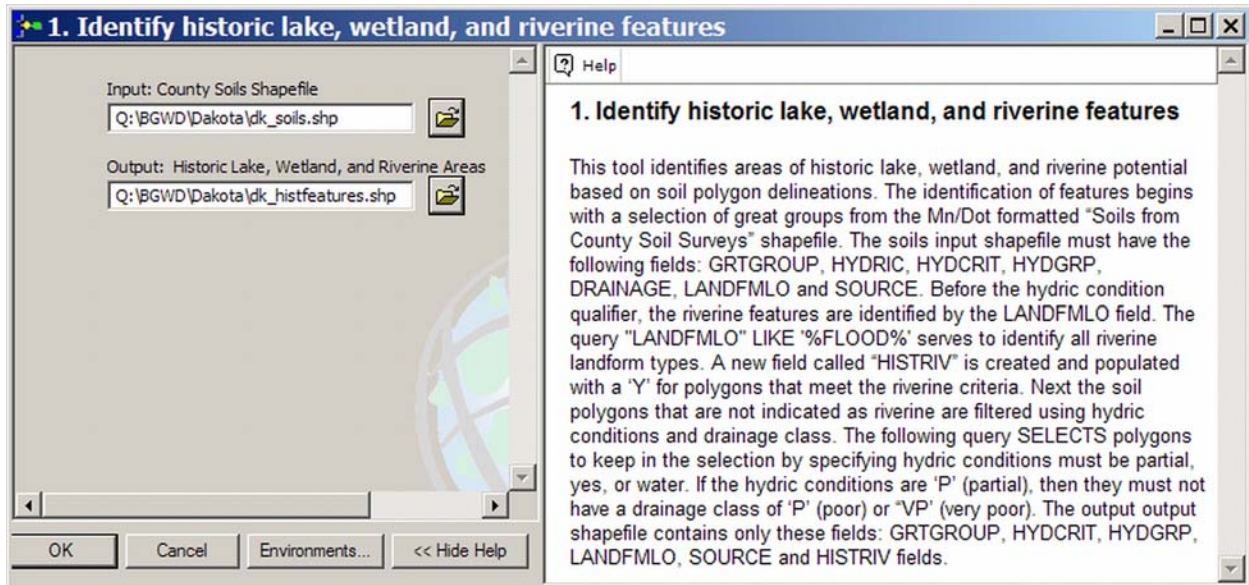 1. Identify historic lake, wetland, and riverine features
Input: County Soils Shapefile
Q:\BGWD\Dakota\dk_soils.shp
Output: Historic Lake, Wetland, and Riverine Areas
Q:\BGWD\Dakota\dk_histfeatures.shp
OK
Cancel
Environments...
<< Hide Help
Help
1. Identify historic lake, wetland, and riverine features
This tool identifies areas of historic lake, wetland, and riverine potential
based on soil polygon delineations. The identification of features begins
with a selection of great groups from the Mn/Dot formatted “Soils from
County Soil Surveys” shapefile. The soils input shapefile must have the
following fields: GRTGROUP, HYDRIC, HYDCRIT, HYDGRP,
DRAINAGE, LANDFMLO and SOURCE. Before the hydric condition
qualifier, the riverine features are identified by the LANDFMLO field. The
query "LANDFMLO" LIKE '%FLOOD%' serves to identify all riverine
landform types. A new field called “HISTRIV” is created and populated
with a ‘Y’ for polygons that meet the riverine criteria. Next the soil
polygons that are not indicated as riverine are filtered using hydric
conditions and drainage class. The following query SELECTS polygons
to keep in the selection by specifying hydric conditions must be partial,
yes, or water. If the hydric conditions are ‘P’ (partial), then they must not
have a drainage class of ‘P’ (poor) or “VP’ (very poor). The output output
shapefile contains only these fields: GRTGROUP, HYDCRIT, HYDGRP,
LANDFMLO, SOURCE and HISTRIV fields.